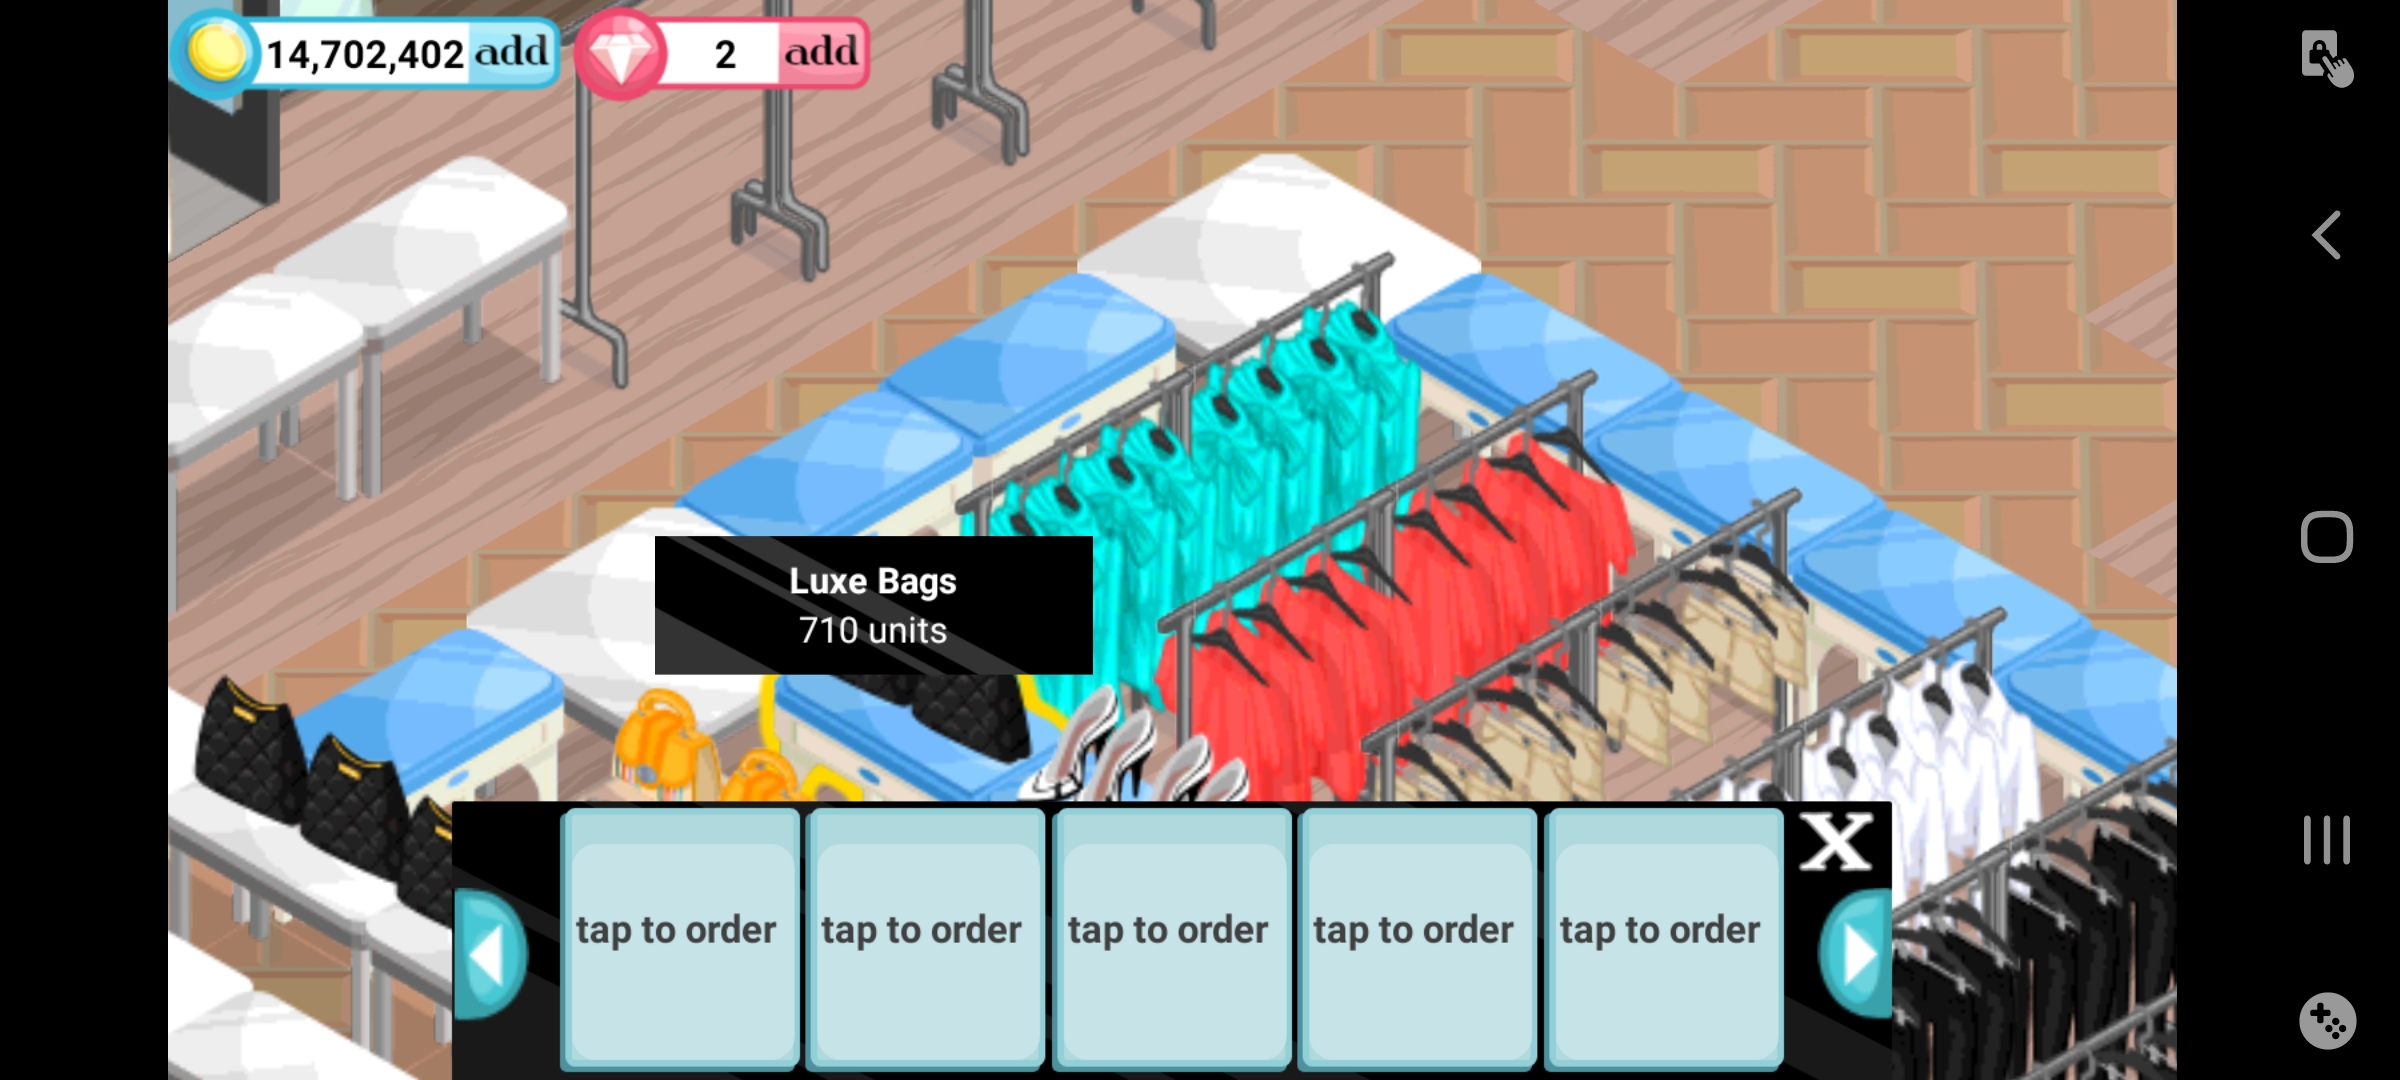 14,702,402 add 2 add
Luxe Bags
710 units
X
tap to order tap to order tap to order tap to order tap to order